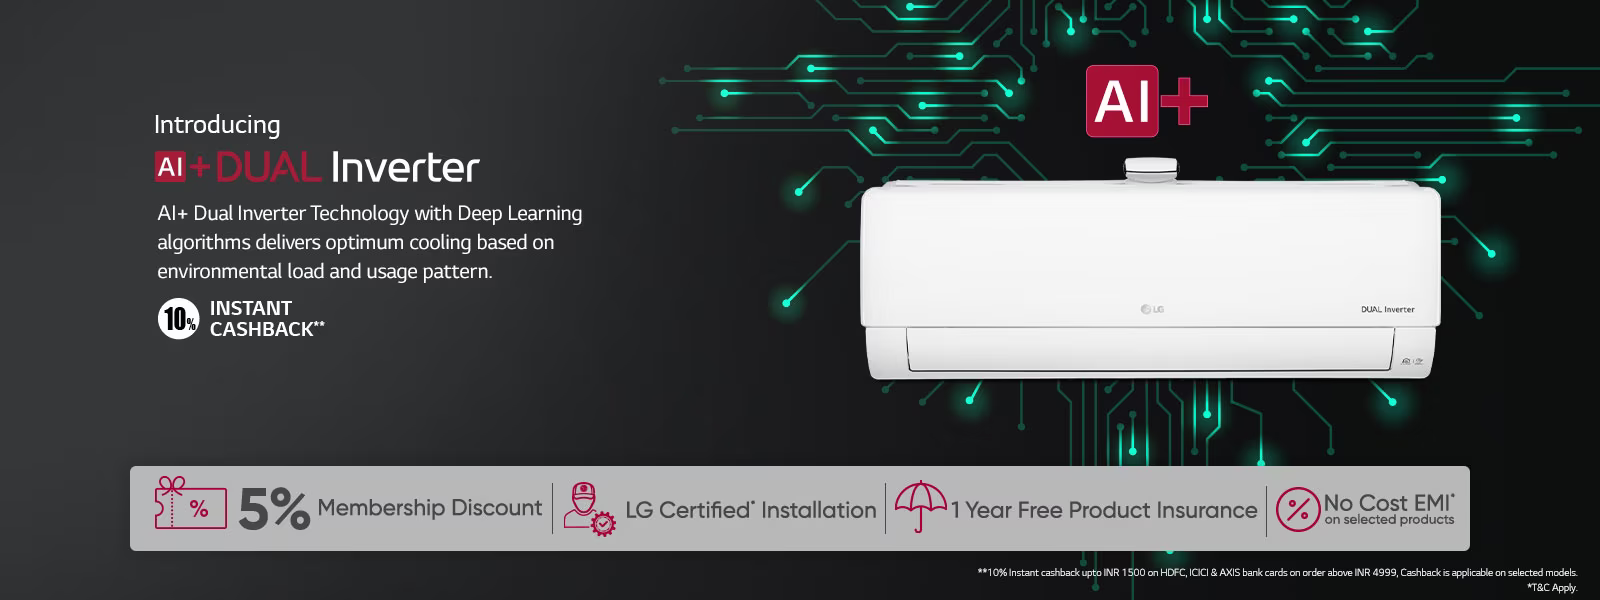 Introducing
AI+DUAL Inverter
AI+ Dual Inverter Technology with Deep Learning
algorithms delivers optimum cooling based on
environmental load and usage pattern.
10%
INSTANT
CASHBACK**
AI+
LG
DUAL Inverter
%
5% Membership Discount
LG Certified* Installation
1 Year Free Product Insurance
No Cost EMI*
on selected products
**10% Instant cashback upto INR 1500 on HDFC, ICICI & AXIS bank cards on order above INR 4999, Cashback is applicable on selected models.
*T&C Apply.